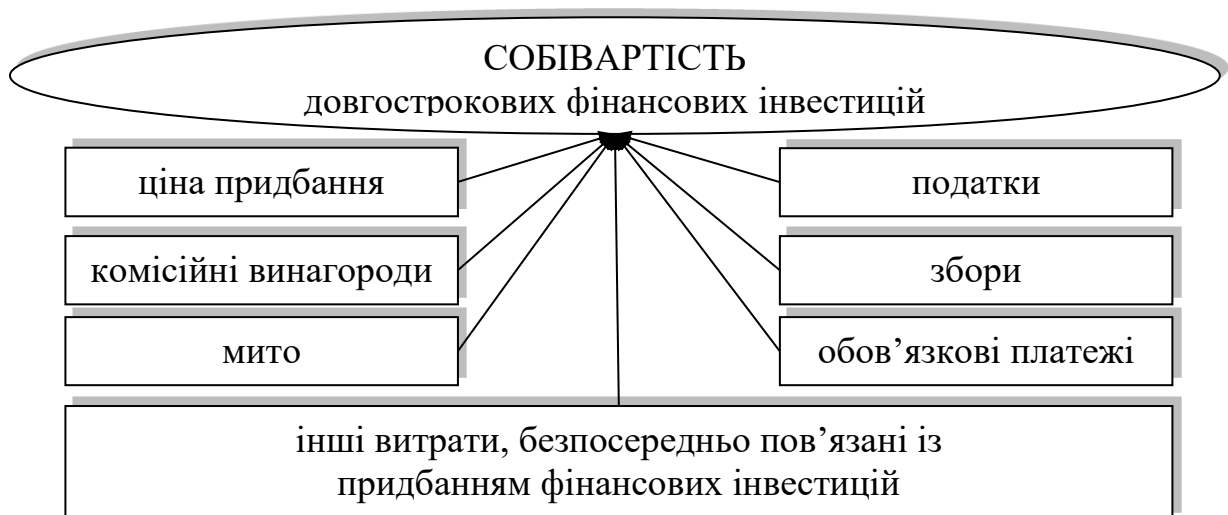 СОБІВАРТІСТЬ
довгострокових фінансових інвестицій
ціна придбання
податки
комісійні винагороди
збори
мито
обов’язкові платежі
інші витрати, безпосередньо пов’язані із
придбанням фінансових інвестицій